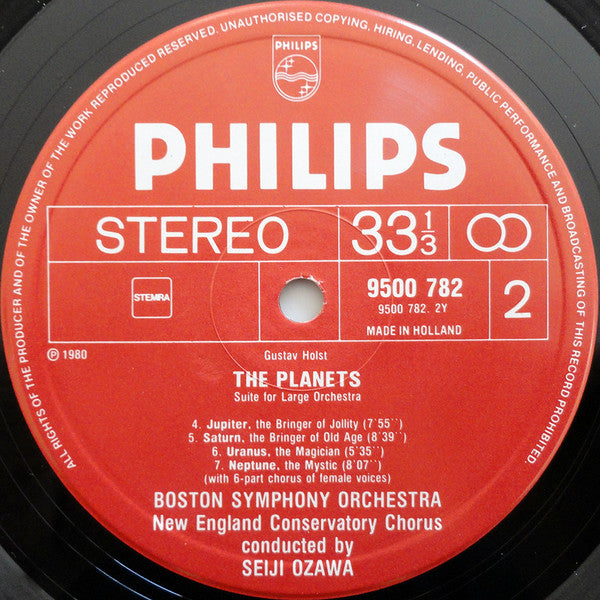 ALL RIGHTS OF THE PRODUCER AND OF THE OWNER OF THE WORK REPRODUCED RESERVED. UNAUTHORISED COPYING, HIRING, LENDING, PUBLIC PERFORMANCE AND BROADCASTING OF THIS RECORD PROHIBITED.
PHILIPS
PHILIPS
STEREO 33 1/3
STEMRA
9500 782
9500 782. 2Y
MADE IN HOLLAND
2
℗ 1980
Gustav Holst
THE PLANETS
Suite for Large Orchestra
4. Jupiter, the Bringer of Jollity (7´55´´)
5. Saturn, the Bringer of Old Age (8´39´´)
6. Uranus, the Magician (5´35´´)
7. Neptune, the Mystic (8´07´´)
(with 6-part chorus of female voices)
BOSTON SYMPHONY ORCHESTRA
New England Conservatory Chorus
conducted by
SEIJI OZAWA